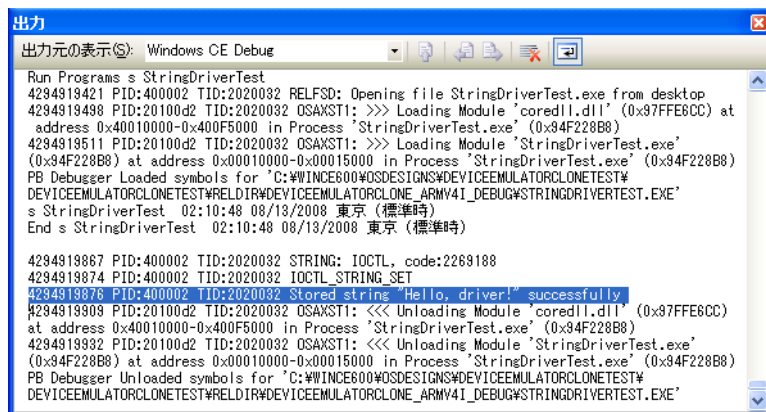 出力
出力元の表示(S): Windows CE Debug
Run Programs s StringDriverTest
4294919421 PID:400002 TID:2020032 RELFSD: Opening file StringDriverTest.exe from desktop
4294919498 PID:20100d2 TID:2020032 OSAXST1: >>> Loading Module 'coredll.dll' (0x97FFE6CC) at
address 0x40010000-0x400F5000 in Process 'StringDriverTest.exe' (0x94F228B8)
4294919511 PID:20100d2 TID:2020032 OSAXST1: >>> Loading Module 'StringDriverTest.exe'
(0x94F228B8) at address 0x00010000-0x00015000 in Process 'StringDriverTest.exe' (0x94F228B8)
PB Debugger Loaded symbols for 'C:¥WINCE600¥OSDESIGNS¥DEVICEEMULATORCLONETEST¥
DEVICEEMULATORCLONETEST¥RELDIR¥DEVICEEMULATORCLONE_ARMV4I_DEBUG¥STRINGDRIVERTEST.EXE'
s StringDriverTest 02:10:48 08/13/2008 東京 (標準時)
End s StringDriverTest 02:10:48 08/13/2008 東京 (標準時)
4294919867 PID:400002 TID:2020032 STRING: IOCTL, code:2269188
4294919874 PID:400002 TID:2020032 IOCTL_STRING_SET
4294919876 PID:400002 TID:2020032 Stored string "Hello, driver!" successfully
4294919909 PID:20100d2 TID:2020032 OSAXST1: <<< Unloading Module 'coredll.dll' (0x97FFE6CC)
at address 0x40010000-0x400F5000 in Process 'StringDriverTest.exe' (0x94F228B8)
4294919932 PID:20100d2 TID:2020032 OSAXST1: <<< Unloading Module 'StringDriverTest.exe'
(0x94F228B8) at address 0x00010000-0x00015000 in Process 'StringDriverTest.exe' (0x94F228B8)
PB Debugger Unloaded symbols for 'C:¥WINCE600¥OSDESIGNS¥DEVICEEMULATORCLONETEST¥
DEVICEEMULATORCLONETEST¥RELDIR¥DEVICEEMULATORCLONE_ARMV4I_DEBUG¥STRINGDRIVERTEST.EXE'